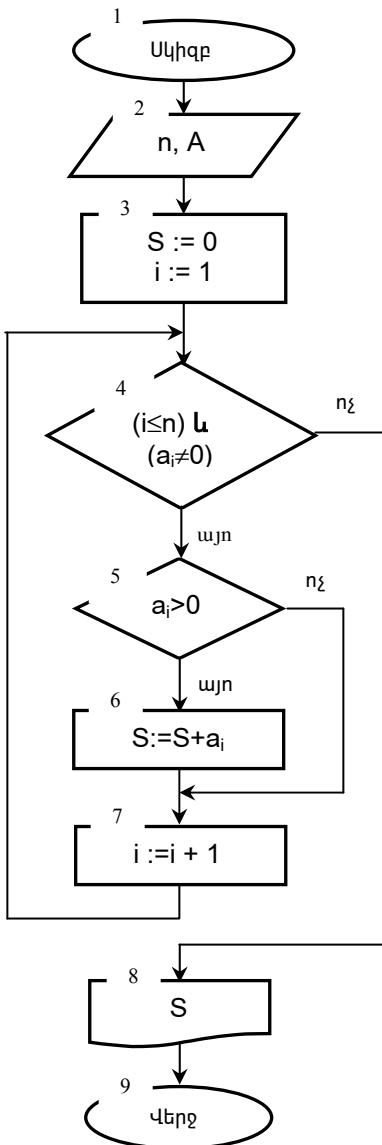 1
Սկիզբ
2
n, A
3
S := 0
i := 1
4
(i≤n) և
(aᵢ≠0)
ոչ
այո
5
aᵢ>0
ոչ
այո
6
S:=S+aᵢ
7
i :=i + 1
8
S
9
Վերջ